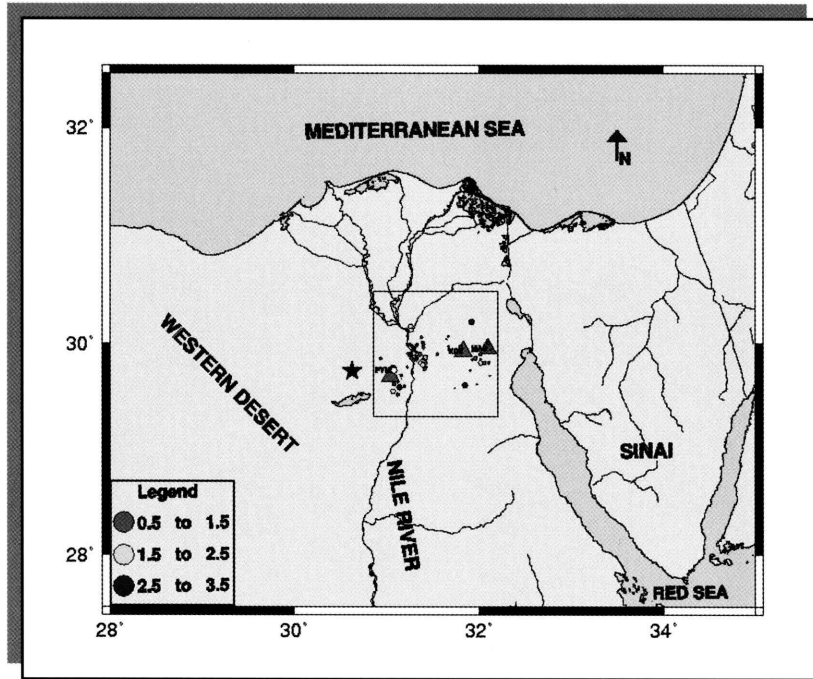 32°
MEDITERRANEAN SEA
N
30°
WESTERN DESERT
SINAI
NILE RIVER
Legend
0.5 to 1.5
1.5 to 2.5
2.5 to 3.5
28°
RED SEA
28°
30°
32°
34°